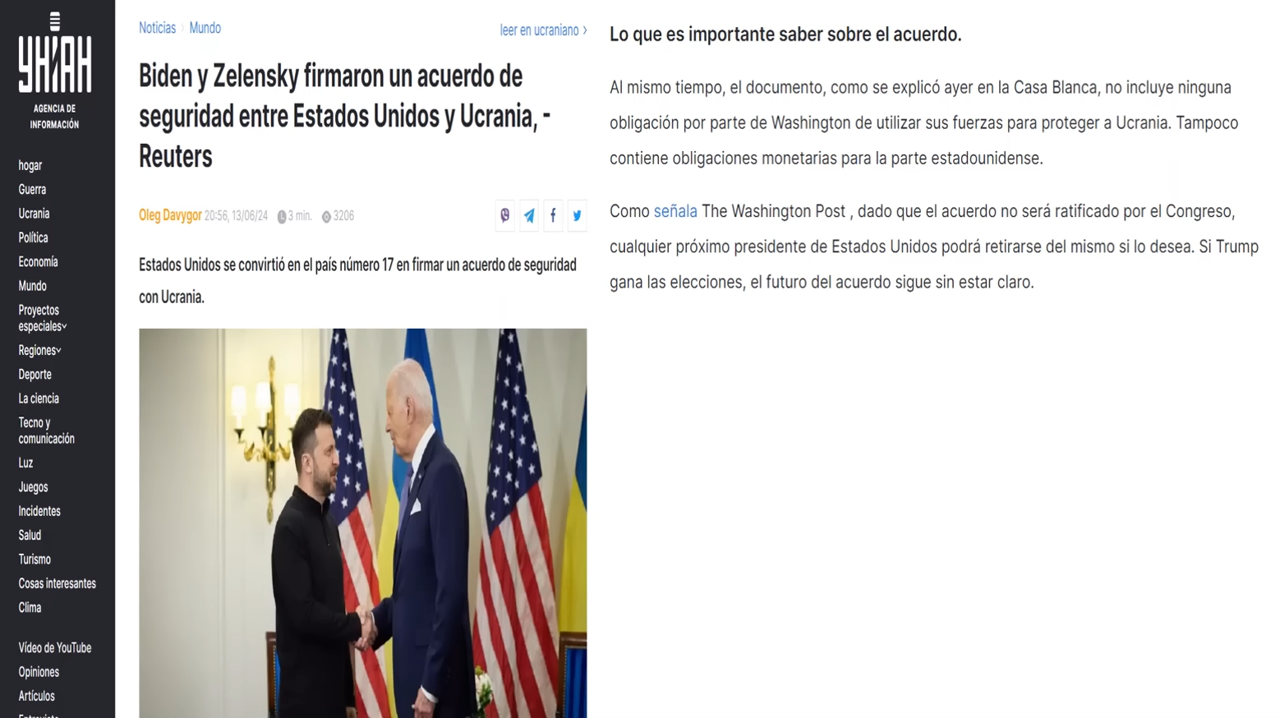 УНІАН
AGENCIA DE
INFORMACIÓN
hogar
Guerra
Ucrania
Política
Economía
Mundo
Proyectos
especiales
Regiones
Deporte
La ciencia
Tecno y
comunicación
Luz
Juegos
Incidentes
Salud
Turismo
Cosas interesantes
Clima
Vídeo de YouTube
Opiniones
Artículos
Noticias Mundo
leer en ucraniano
Biden y Zelensky firmaron un acuerdo de
seguridad entre Estados Unidos y Ucrania, -
Reuters
Oleg Davygor 20:56, 13/06/24 3 min. 3206
Estados Unidos se convirtió en el país número 17 en firmar un acuerdo de seguridad
con Ucrania.
Lo que es importante saber sobre el acuerdo.
Al mismo tiempo, el documento, como se explicó ayer en la Casa Blanca, no incluye ninguna
obligación por parte de Washington de utilizar sus fuerzas para proteger a Ucrania. Tampoco
contiene obligaciones monetarias para la parte estadounidense.
Como señala The Washington Post , dado que el acuerdo no será ratificado por el Congreso,
cualquier próximo presidente de Estados Unidos podrá retirarse del mismo si lo desea. Si Trump
gana las elecciones, el futuro del acuerdo sigue sin estar claro.